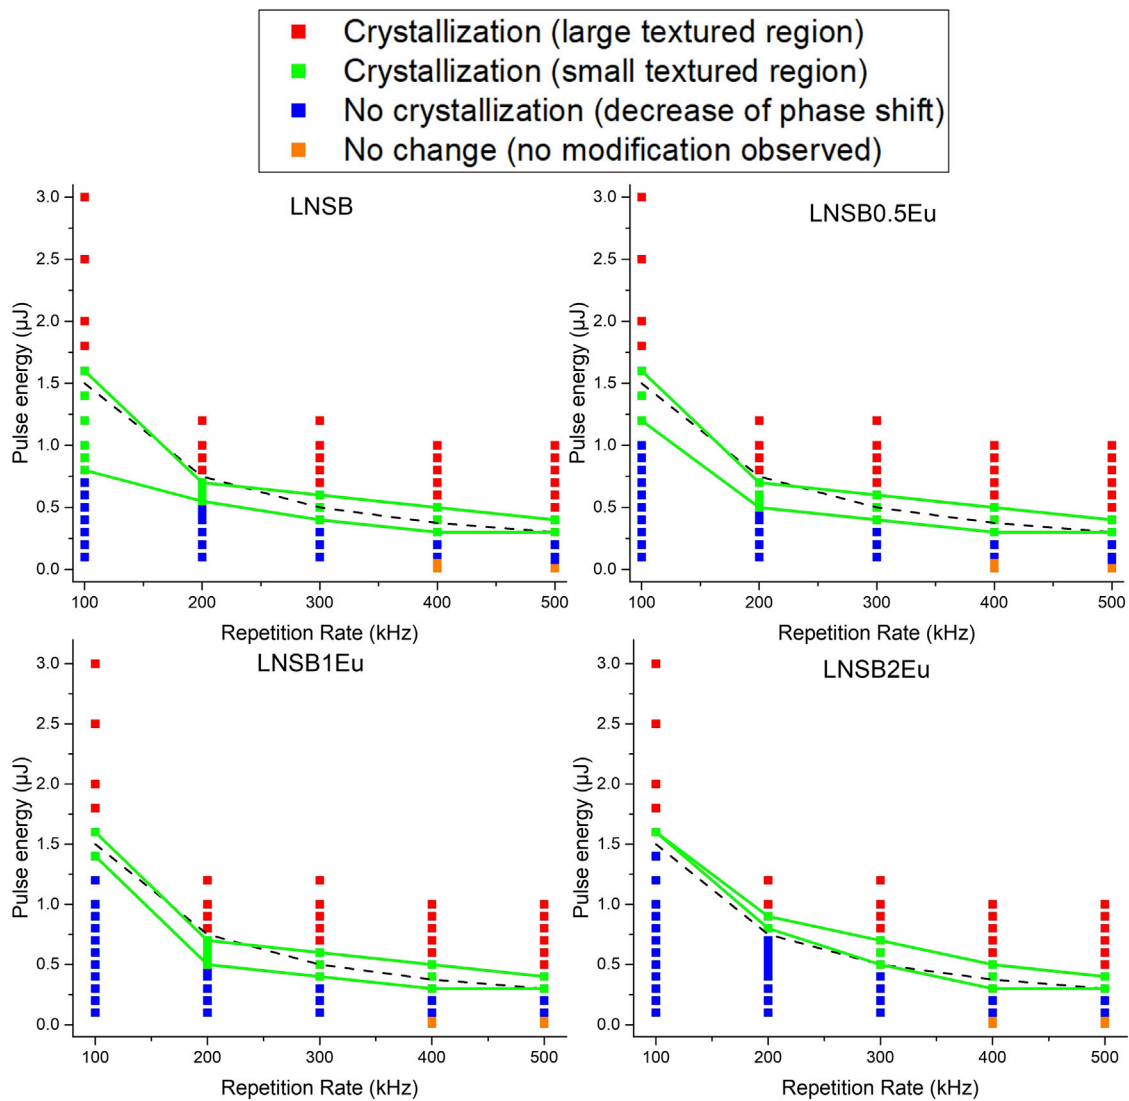 Crystallization (large textured region)
Crystallization (small textured region)
No crystallization (decrease of phase shift)
No change (no modification observed)
LNSB
3.0
2.5
2.0
1.5
1.0
0.5
0.0
Pulse energy (µJ)
100 200 300 400 500
Repetition Rate (kHz)
LNSB0.5Eu
3.0
2.5
2.0
1.5
1.0
0.5
0.0
Pulse energy (µJ)
100 200 300 400 500
Repetition Rate (kHz)
LNSB1Eu
3.0
2.5
2.0
1.5
1.0
0.5
0.0
Pulse energy (µJ)
100 200 300 400 500
Repetition Rate (kHz)
LNSB2Eu
3.0
2.5
2.0
1.5
1.0
0.5
0.0
Pulse energy (µJ)
100 200 300 400 500
Repetition Rate (kHz)